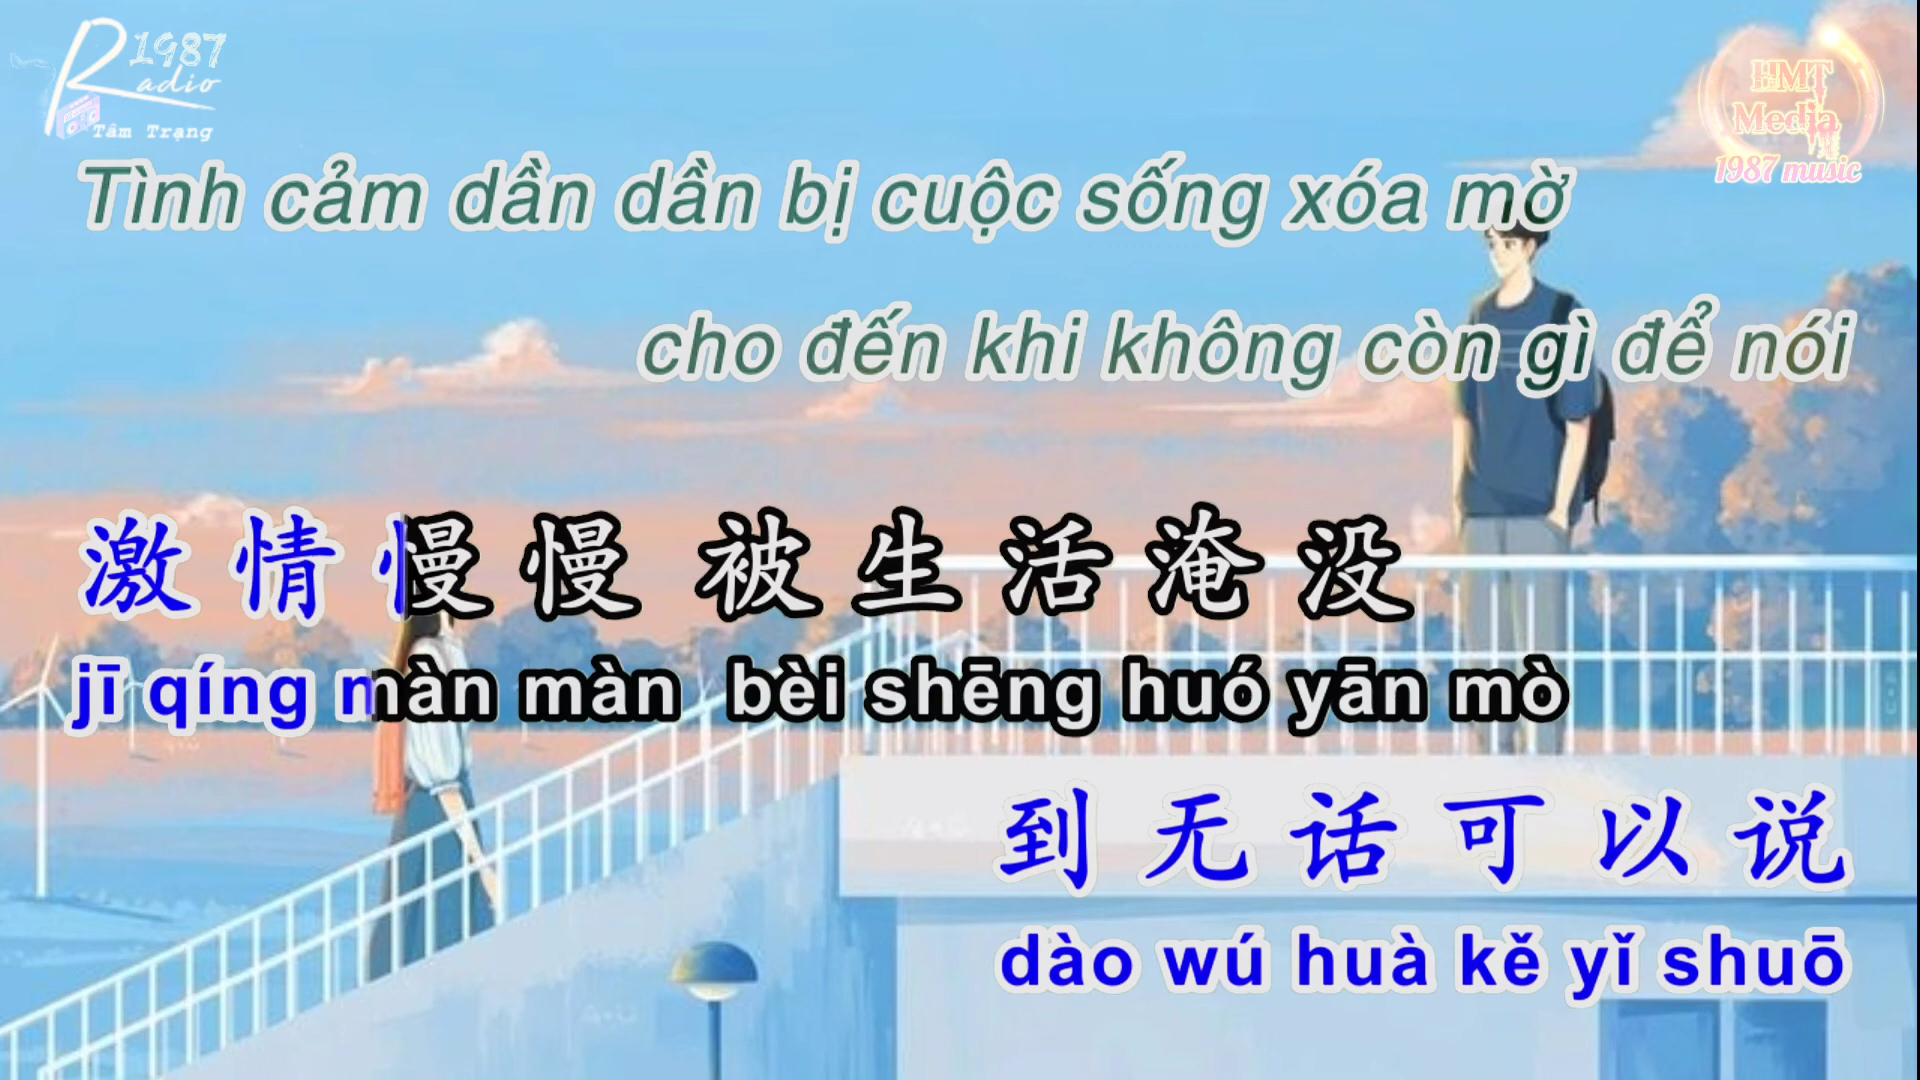 1987
Radio
Tâm Trạng
HMT
Media
1987 music
Tình cảm dần dần bị cuộc sống xóa mờ
cho đến khi không còn gì để nói
激情慢慢 被生活淹没
jī qíng màn màn bèi shēng huó yān mò
到无话可以说
dào wú huà kě yǐ shuō